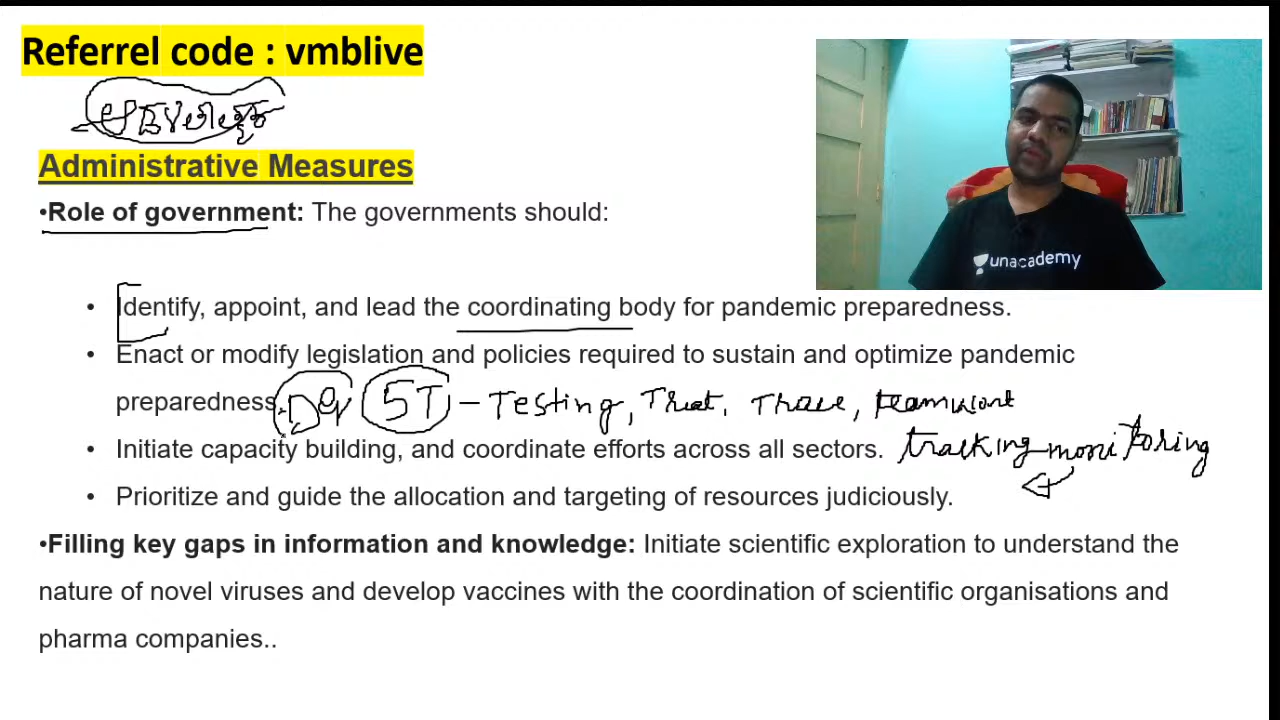 Referrel code : vmblive
Administrative Measures
•Role of government: The governments should:
unacademy
• Identify, appoint, and lead the coordinating body for pandemic preparedness.
• Enact or modify legislation and policies required to sustain and optimize pandemic
preparedness. 5T - Testing, Treat, Trace, teamwork
• Initiate capacity building, and coordinate efforts across all sectors. tracking monitoring
• Prioritize and guide the allocation and targeting of resources judiciously.
•Filling key gaps in information and knowledge: Initiate scientific exploration to understand the
nature of novel viruses and develop vaccines with the coordination of scientific organisations and
pharma companies..